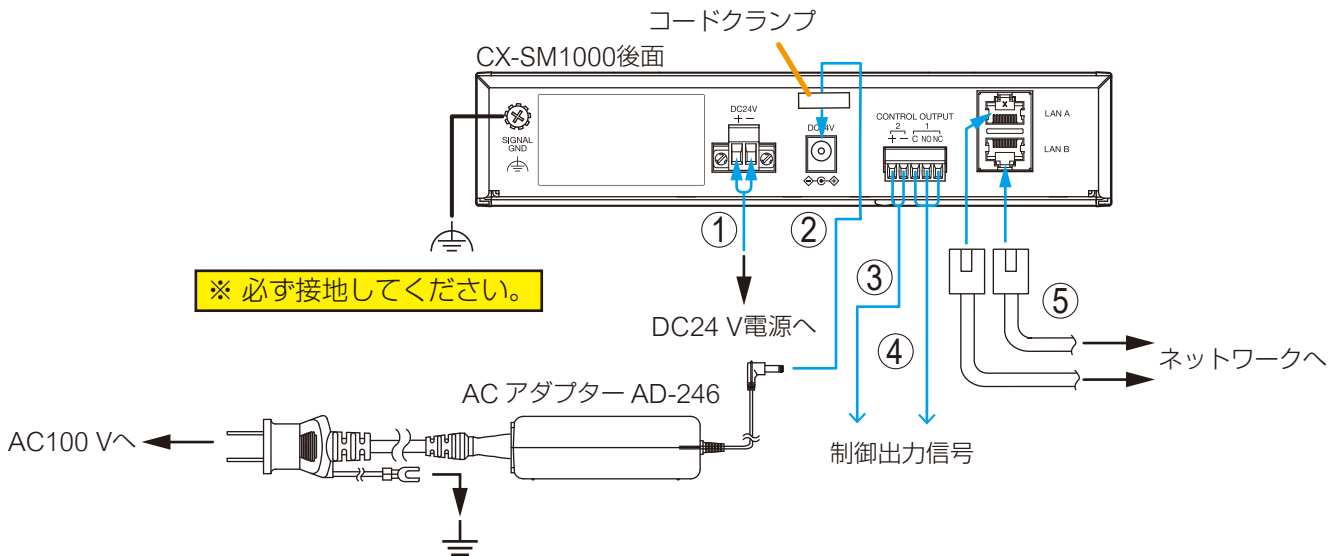 コードクランプ
CX-SM1000後面
SIGNAL
GND
DC24V
+ −
DC24V
CONTROL OUTPUT
2 1
+ − C NO NC
LAN A
LAN B
①
②
③
④
⑤
※ 必ず接地してください。
DC24 V電源へ
ネットワークへ
AC アダプター AD-246
AC100 Vへ
制御出力信号